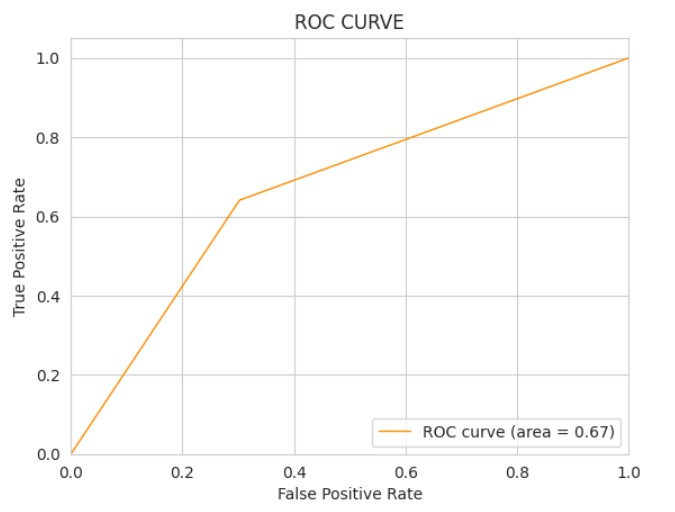 ROC CURVE
1.0
0.8
0.6
0.4
0.2
0.0
True Positive Rate
ROC curve (area = 0.67)
0.0 0.2 0.4 0.6 0.8 1.0
False Positive Rate